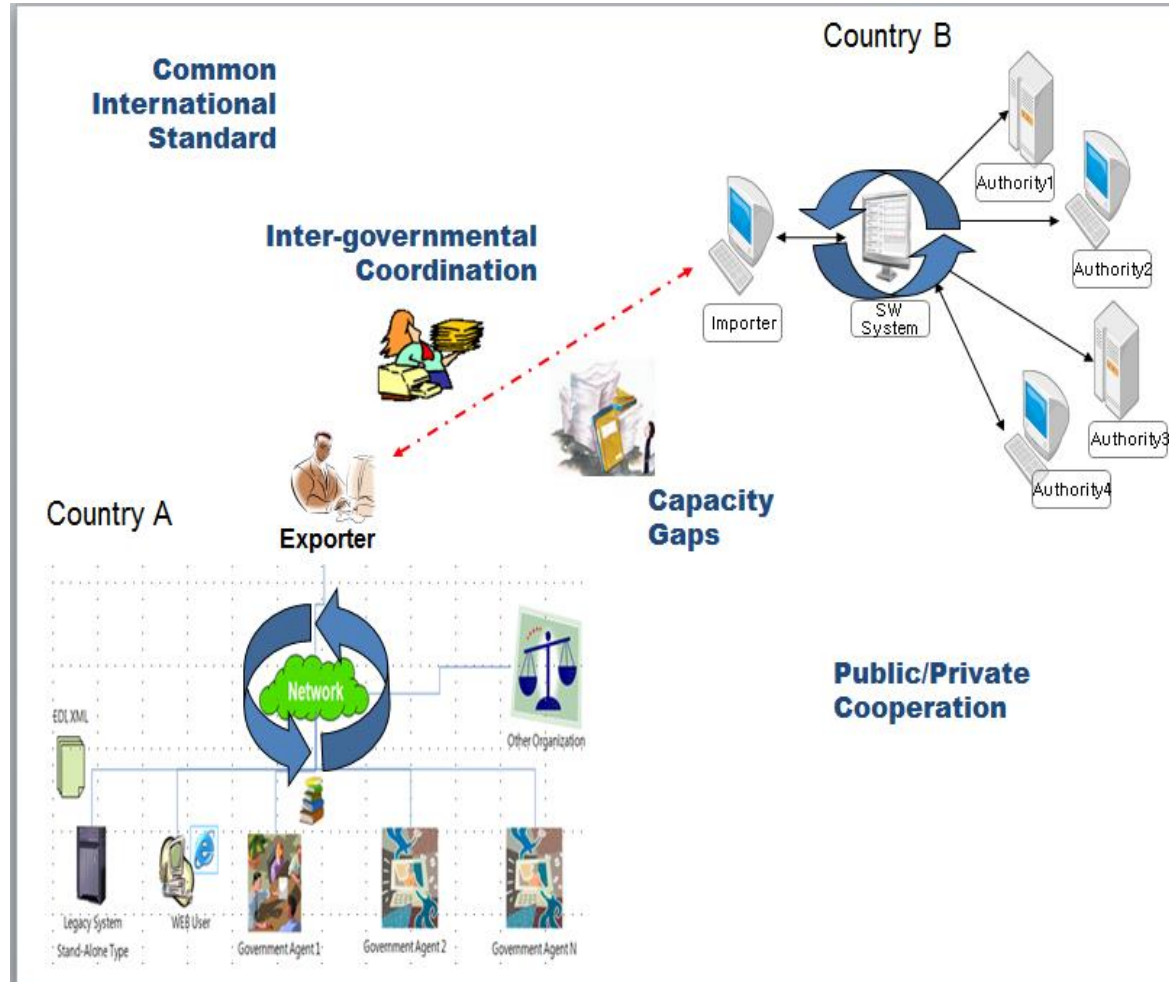 Country B
Common
International
Standard
Authority1
Inter-governmental
Coordination
Authority2
Importer
SW
System
Authority3
Authority4
Capacity
Gaps
Country A
Exporter
Public/Private
Cooperation
Network
EDI, XML
Other Organization
Legacy System
Stand-Alone Type
WEB User
Government Agent 1
Government Agent 2
Government Agent N